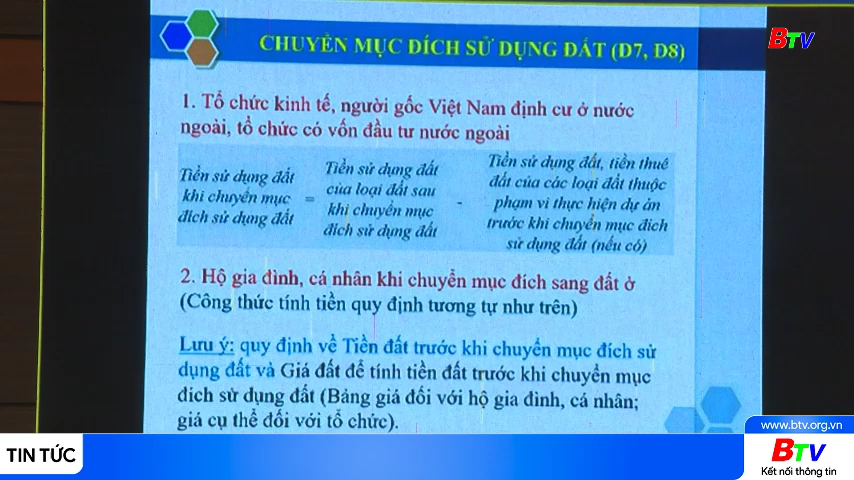 BTV
CHUYỂN MỤC ĐÍCH SỬ DỤNG ĐẤT (Đ7, Đ8)
1. Tổ chức kinh tế, người gốc Việt Nam định cư ở nước
ngoài, tổ chức có vốn đầu tư nước ngoài
Tiền sử dụng đất
khi chuyển mục
đích sử dụng đất
=
Tiền sử dụng đất
của loại đất sau
khi chuyển mục
đích sử dụng đất
-
Tiền sử dụng đất, tiền thuê
đất của các loại đất thuộc
phạm vi thực hiện dự án
trước khi chuyển mục đích
sử dụng đất (nếu có)
2. Hộ gia đình, cá nhân khi chuyển mục đích sang đất ở
(Công thức tính tiền quy định tương tự như trên)
Lưu ý: quy định về Tiền đất trước khi chuyển mục đích sử
dụng đất và Giá đất để tính tiền đất trước khi chuyển mục
đích sử dụng đất (Bảng giá đối với hộ gia đình, cá nhân;
giá cụ thể đối với tổ chức).
www.btv.org.vn
TIN TỨC
BTV
Kết nối thông tin